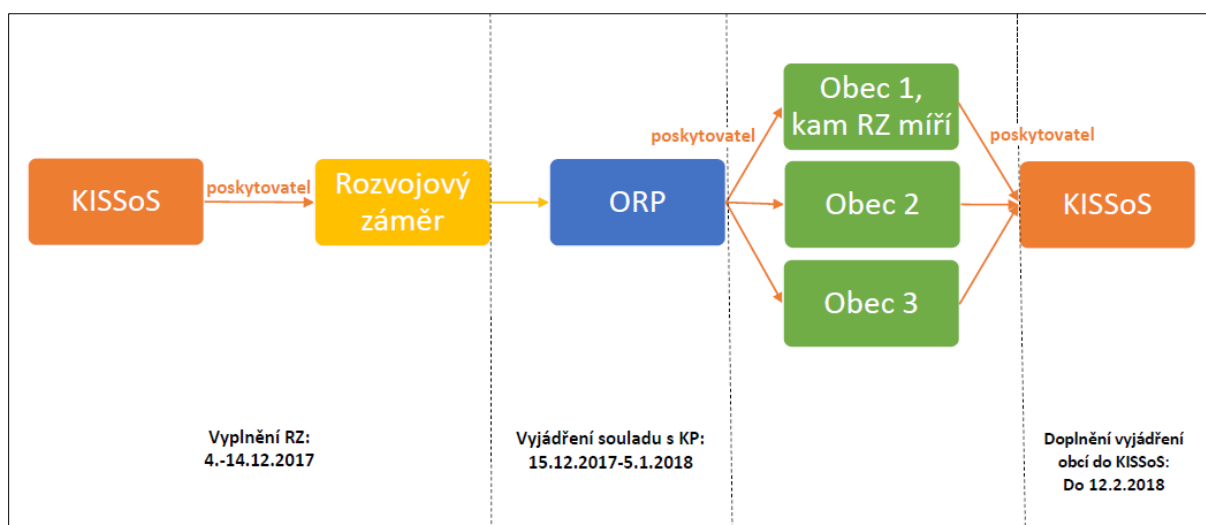 KISSoS
poskytovatel
Rozvojový
záměr
ORP
poskytovatel
Obec 1,
kam RZ míří
Obec 2
Obec 3
poskytovatel
KISSoS
Vyplnění RZ:
4.-14.12.2017
Vyjádření souladu s KP:
15.12.2017-5.1.2018
Doplnění vyjádření
obcí do KISSoS:
Do 12.2.2018